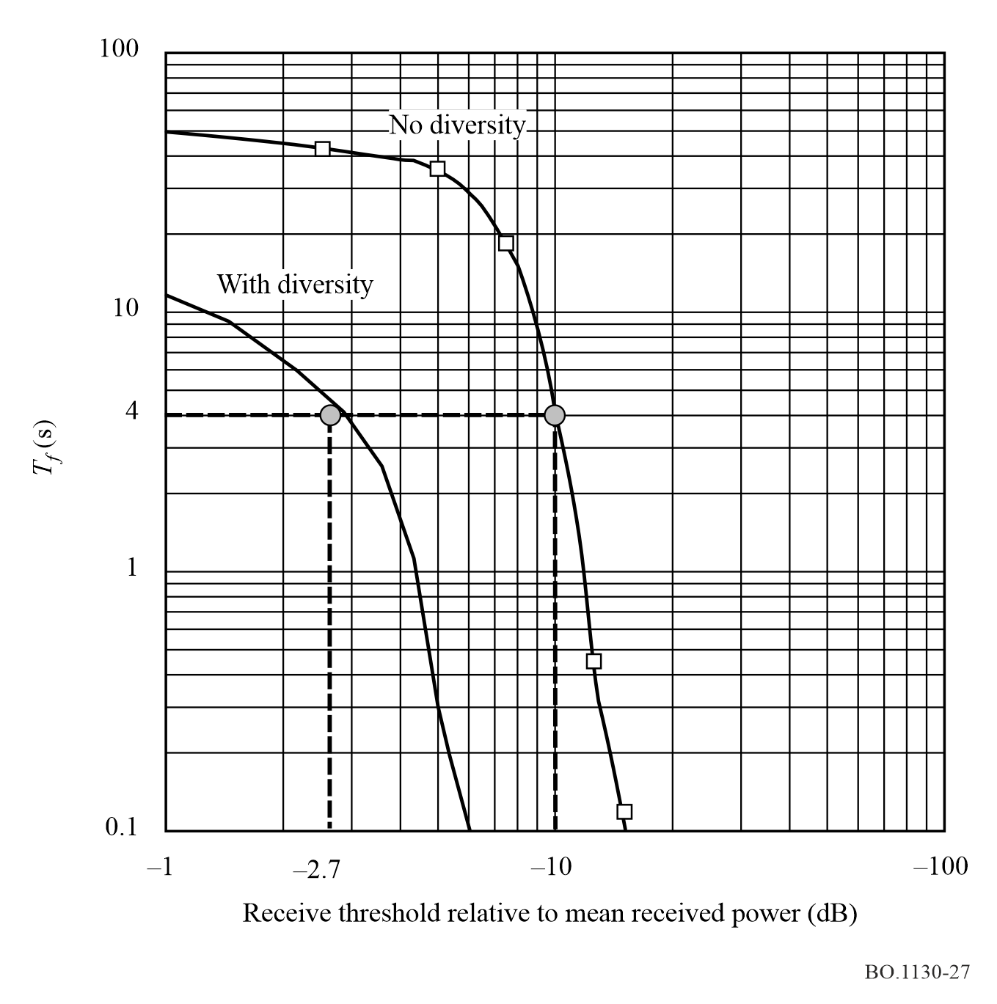 100
No diversity
With diversity
10
4
T_f (s)
1
0.1
–1
–2.7
–10
–100
Receive threshold relative to mean received power (dB)
BO.1130-27